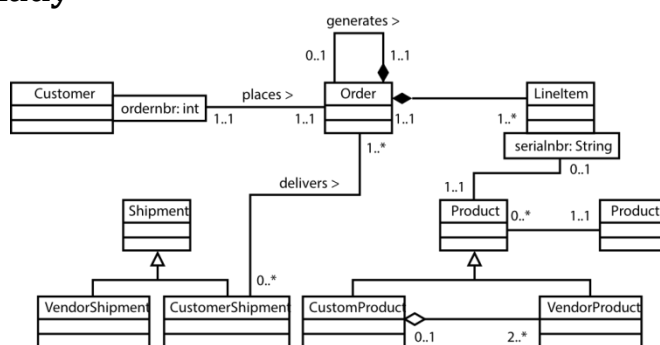 generates >
0..1
1..1
Customer
ordernbr: int
places >
1..1
1..1
Order
1..1
LineItem
1..*
serialnbr: String
0..1
1..*
delivers >
1..1
Shipment
Product
0..*
1..1
Product
0..*
VendorShipment
CustomerShipment
CustomProduct
VendorProduct
0..1
2..*